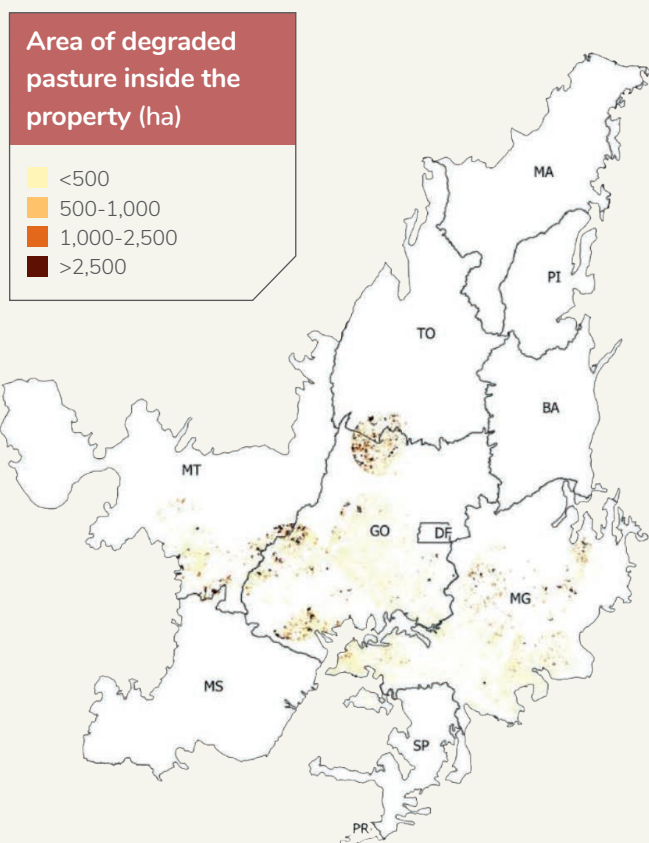 Area of degraded
pasture inside the
property (ha)
<500
500-1,000
1,000-2,500
>2,500
MA
PI
TO
BA
MT
GO
DF
MG
MS
SP
PR